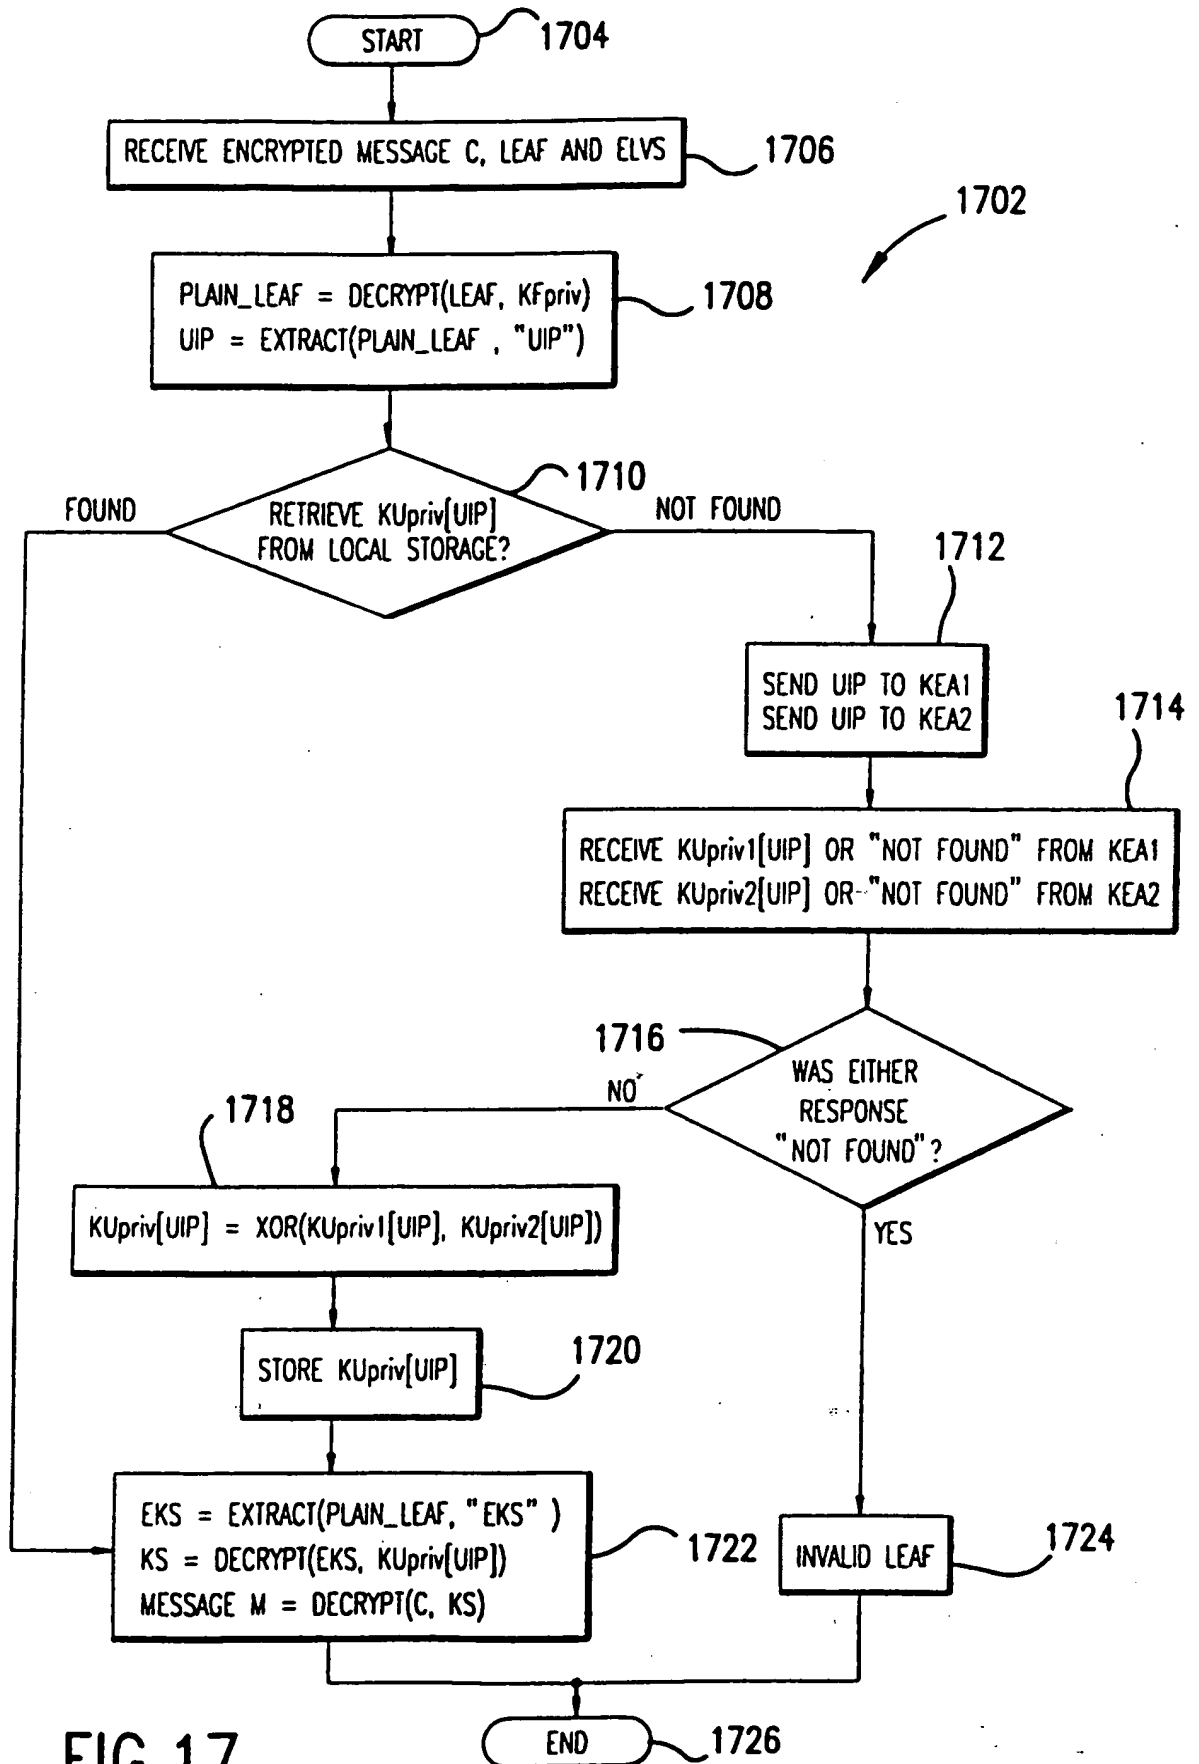 START
1704
RECEIVE ENCRYPTED MESSAGE C, LEAF AND ELVS
1706
1702
PLAIN_LEAF = DECRYPT(LEAF, KFpriv)
UIP = EXTRACT(PLAIN_LEAF , "UIP")
1708
1710
FOUND
RETRIEVE KUpriv[UIP]
FROM LOCAL STORAGE?
NOT FOUND
1712
SEND UIP TO KEA1
SEND UIP TO KEA2
1714
RECEIVE KUpriv1[UIP] OR "NOT FOUND" FROM KEA1
RECEIVE KUpriv2[UIP] OR "NOT FOUND" FROM KEA2
1716
WAS EITHER
RESPONSE
"NOT FOUND"?
NO
YES
1718
KUpriv[UIP] = XOR(KUpriv1[UIP], KUpriv2[UIP])
STORE KUpriv[UIP]
1720
EKS = EXTRACT(PLAIN_LEAF, "EKS" )
KS = DECRYPT(EKS, KUpriv[UIP])
MESSAGE M = DECRYPT(C, KS)
1722
INVALID LEAF
1724
END
1726
FIG.17